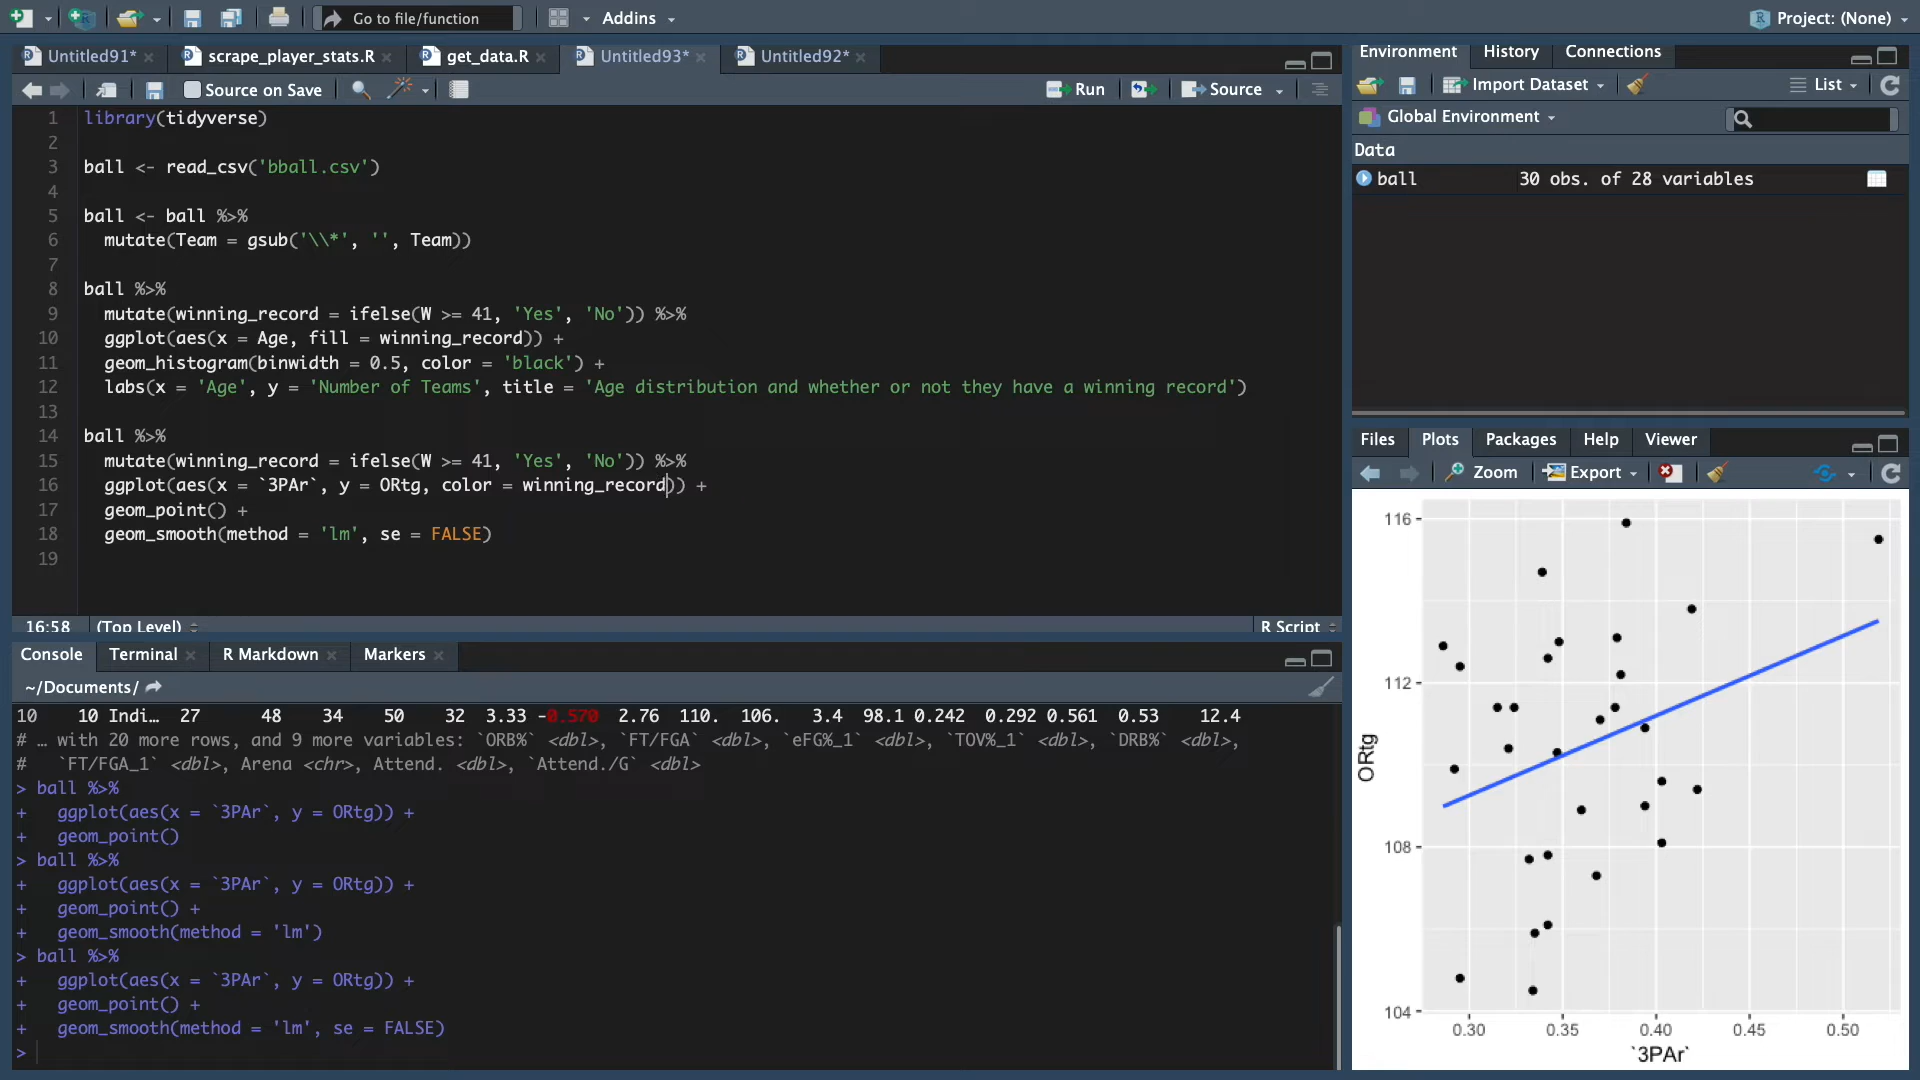 Go to file/function
Addins
Project: (None)
Untitled91*
scrape_player_stats.R
get_data.R
Untitled93*
Untitled92*
Source on Save
Run
Source
1 library(tidyverse)
2
3 ball <- read_csv('bball.csv')
4
5 ball <- ball %>%
6 mutate(Team = gsub('\\*', '', Team))
7
8 ball %>%
9 mutate(winning_record = ifelse(W >= 41, 'Yes', 'No')) %>%
10 ggplot(aes(x = Age, fill = winning_record)) +
11 geom_histogram(binwidth = 0.5, color = 'black') +
12 labs(x = 'Age', y = 'Number of Teams', title = 'Age distribution and whether or not they have a winning record')
13
14 ball %>%
15 mutate(winning_record = ifelse(W >= 41, 'Yes', 'No')) %>%
16 ggplot(aes(x = `3PAr`, y = ORtg, color = winning_record)) +
17 geom_point() +
18 geom_smooth(method = 'lm', se = FALSE)
19
16:58 (Top Level)
R Script
Console
Terminal
R Markdown
Markers
~/Documents/
10 10 Indi… 27 48 34 50 32 3.33 -0.570 2.76 110. 106. 3.4 98.1 0.242 0.292 0.561 0.53 12.4
# … with 20 more rows, and 9 more variables: `ORB%` <dbl>, `FT/FGA` <dbl>, `eFG%_1` <dbl>, `TOV%_1` <dbl>, `DRB%` <dbl>,
# `FT/FGA_1` <dbl>, Arena <chr>, Attend. <dbl>, `Attend./G` <dbl>
> ball %>%
+ ggplot(aes(x = `3PAr`, y = ORtg)) +
+ geom_point()
> ball %>%
+ ggplot(aes(x = `3PAr`, y = ORtg)) +
+ geom_point() +
+ geom_smooth(method = 'lm')
> ball %>%
+ ggplot(aes(x = `3PAr`, y = ORtg)) +
+ geom_point() +
+ geom_smooth(method = 'lm', se = FALSE)
>
Environment
History
Connections
Import Dataset
List
Global Environment
Data
ball 30 obs. of 28 variables
Files
Plots
Packages
Help
Viewer
Zoom
Export
116
112
108
104
ORtg
0.30 0.35 0.40 0.45 0.50
`3PAr`